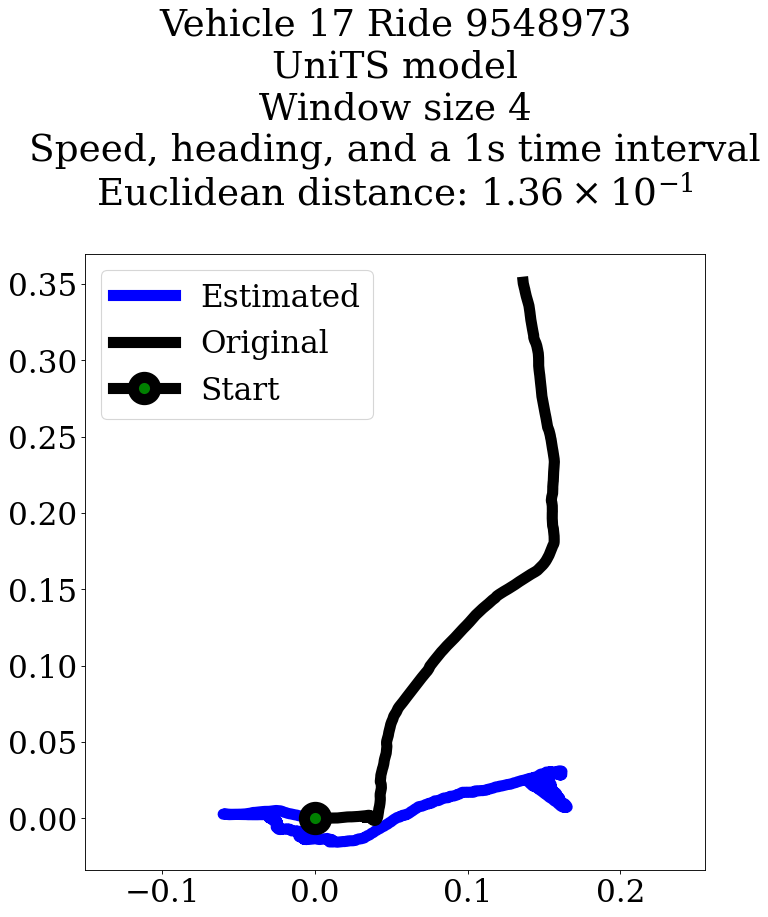 Vehicle 17 Ride 9548973
UniTS model
Window size 4
Speed, heading, and a 1s time interval
Euclidean distance: 1.36 × 10⁻¹
Estimated
Original
Start
0.35
0.30
0.25
0.20
0.15
0.10
0.05
0.00
−0.1
0.0
0.1
0.2